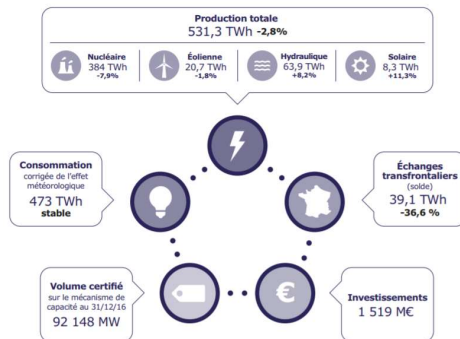 Production totale
531,3 TWh -2,8%
Nucléaire
384 TWh
-7,9%
Éolienne
20,7 TWh
-1,8%
Hydraulique
63,9 TWh
+8,2%
Solaire
8,3 TWh
+11,3%
Consommation
corrigée de l'effet
météorologique
473 TWh
stable
Échanges
transfrontaliers
(solde)
39,1 TWh
-36,6 %
Volume certifié
sur le mécanisme de
capacité au 31/12/16
92 148 MW
€
Investissements
1 519 M€